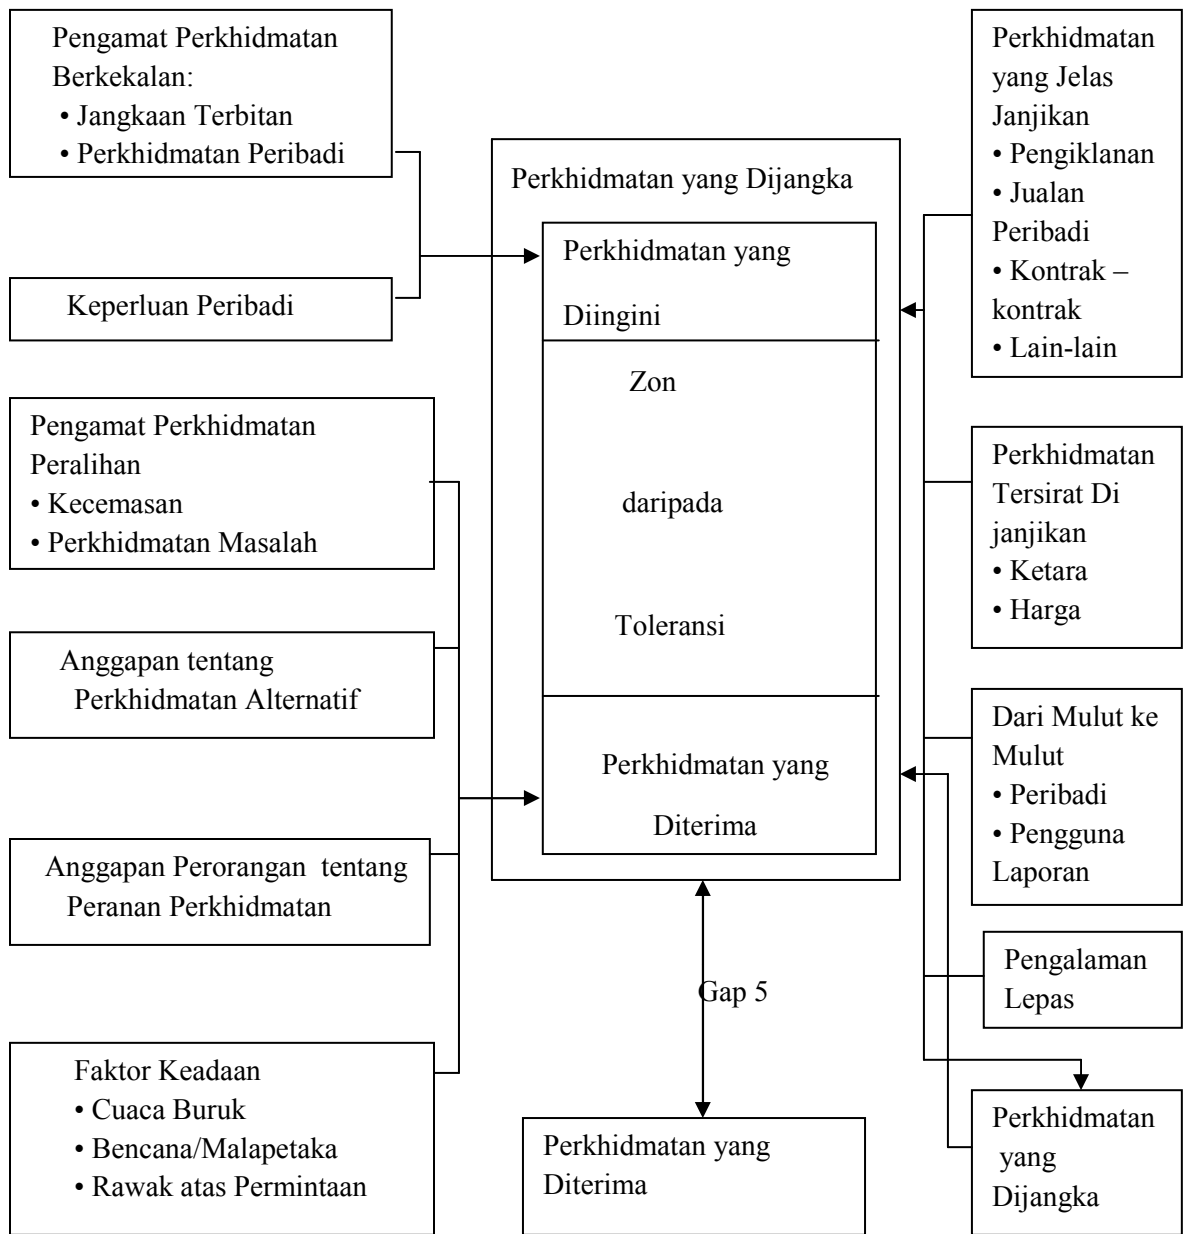 Pengamat Perkhidmatan
Berkekalan:
• Jangkaan Terbitan
• Perkhidmatan Peribadi
Keperluan Peribadi
Pengamat Perkhidmatan
Peralihan
• Kecemasan
• Perkhidmatan Masalah
Anggapan tentang
Perkhidmatan Alternatif
Anggapan Perorangan tentang
Peranan Perkhidmatan
Faktor Keadaan
• Cuaca Buruk
• Bencana/Malapetaka
• Rawak atas Permintaan
Perkhidmatan yang Dijangka
Perkhidmatan yang
Diingini
Zon
daripada
Toleransi
Perkhidmatan yang
Diterima
Gap 5
Perkhidmatan yang
Diterima
Perkhidmatan
yang Jelas
Janjikan
• Pengiklanan
• Jualan
Peribadi
• Kontrak –
kontrak
• Lain-lain
Perkhidmatan
Tersirat Di
janjikan
• Ketara
• Harga
Dari Mulut ke
Mulut
• Peribadi
• Pengguna
Laporan
Pengalaman
Lepas
Perkhidmatan
yang
Dijangka